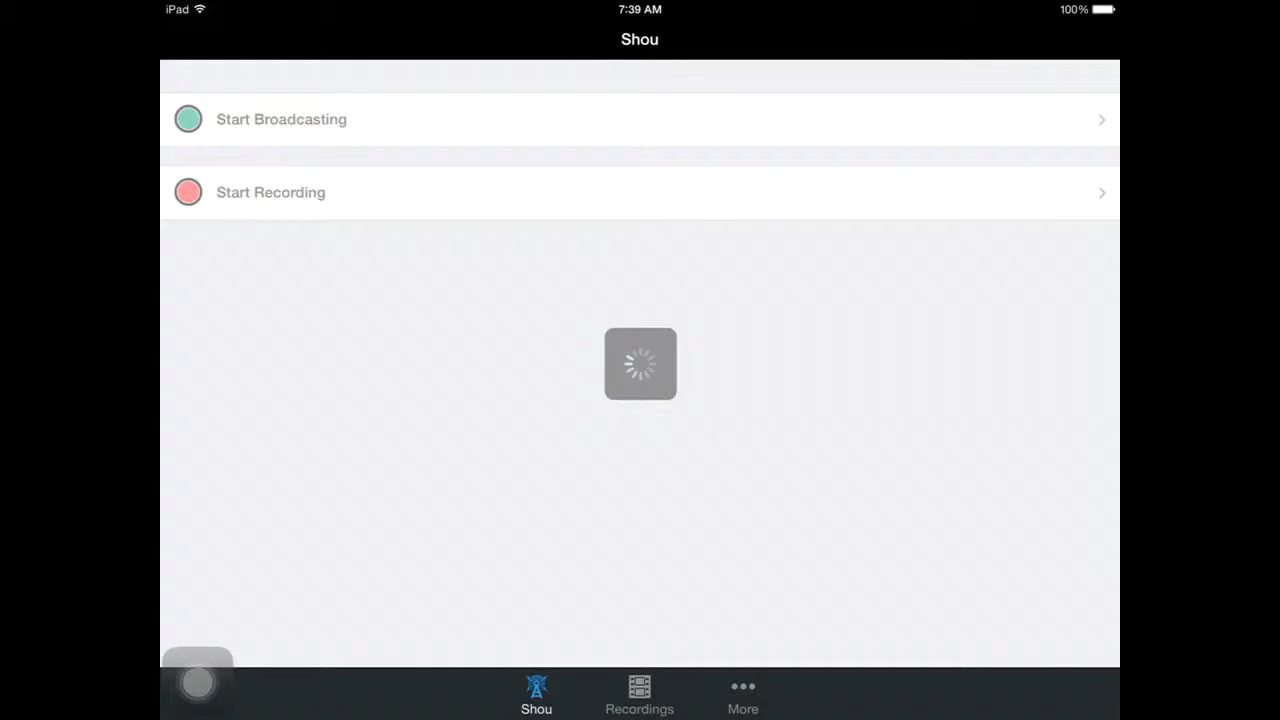 iPad 7:39 AM 100%
Shou
Start Broadcasting
Start Recording
Shou Recordings More